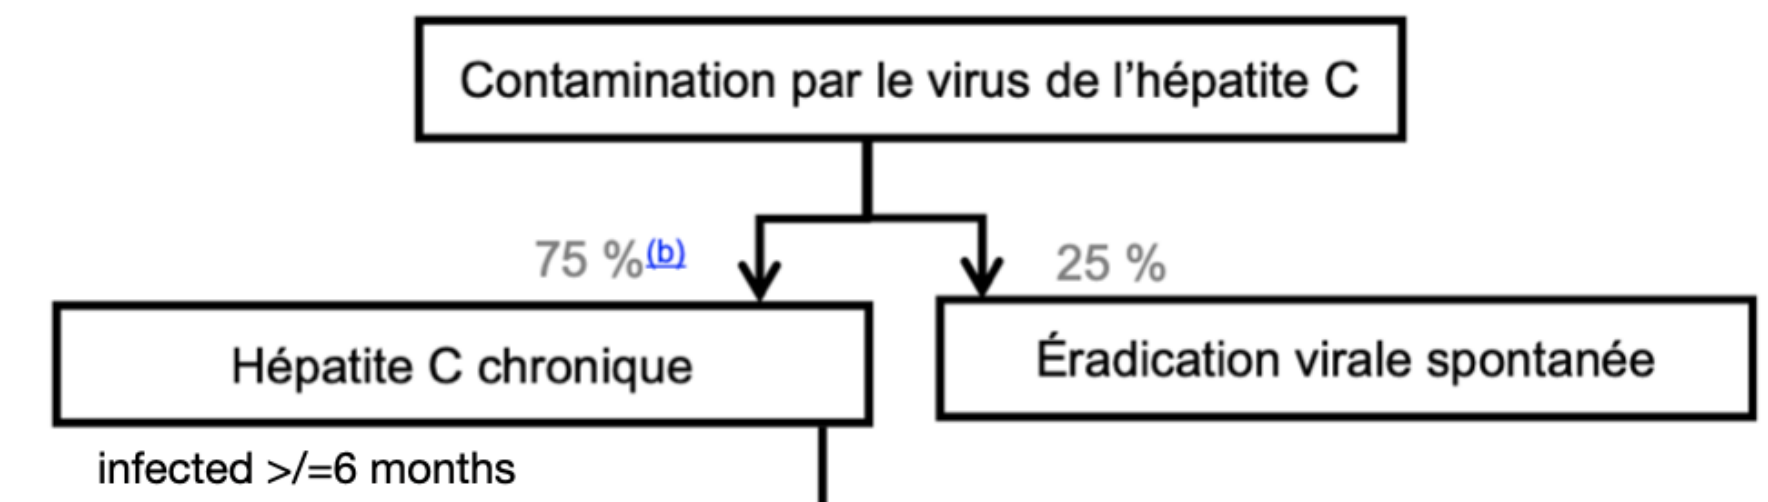 Contamination par le virus de l’hépatite C
75 %(b)
25 %
Hépatite C chronique
Éradication virale spontanée
infected >/=6 months